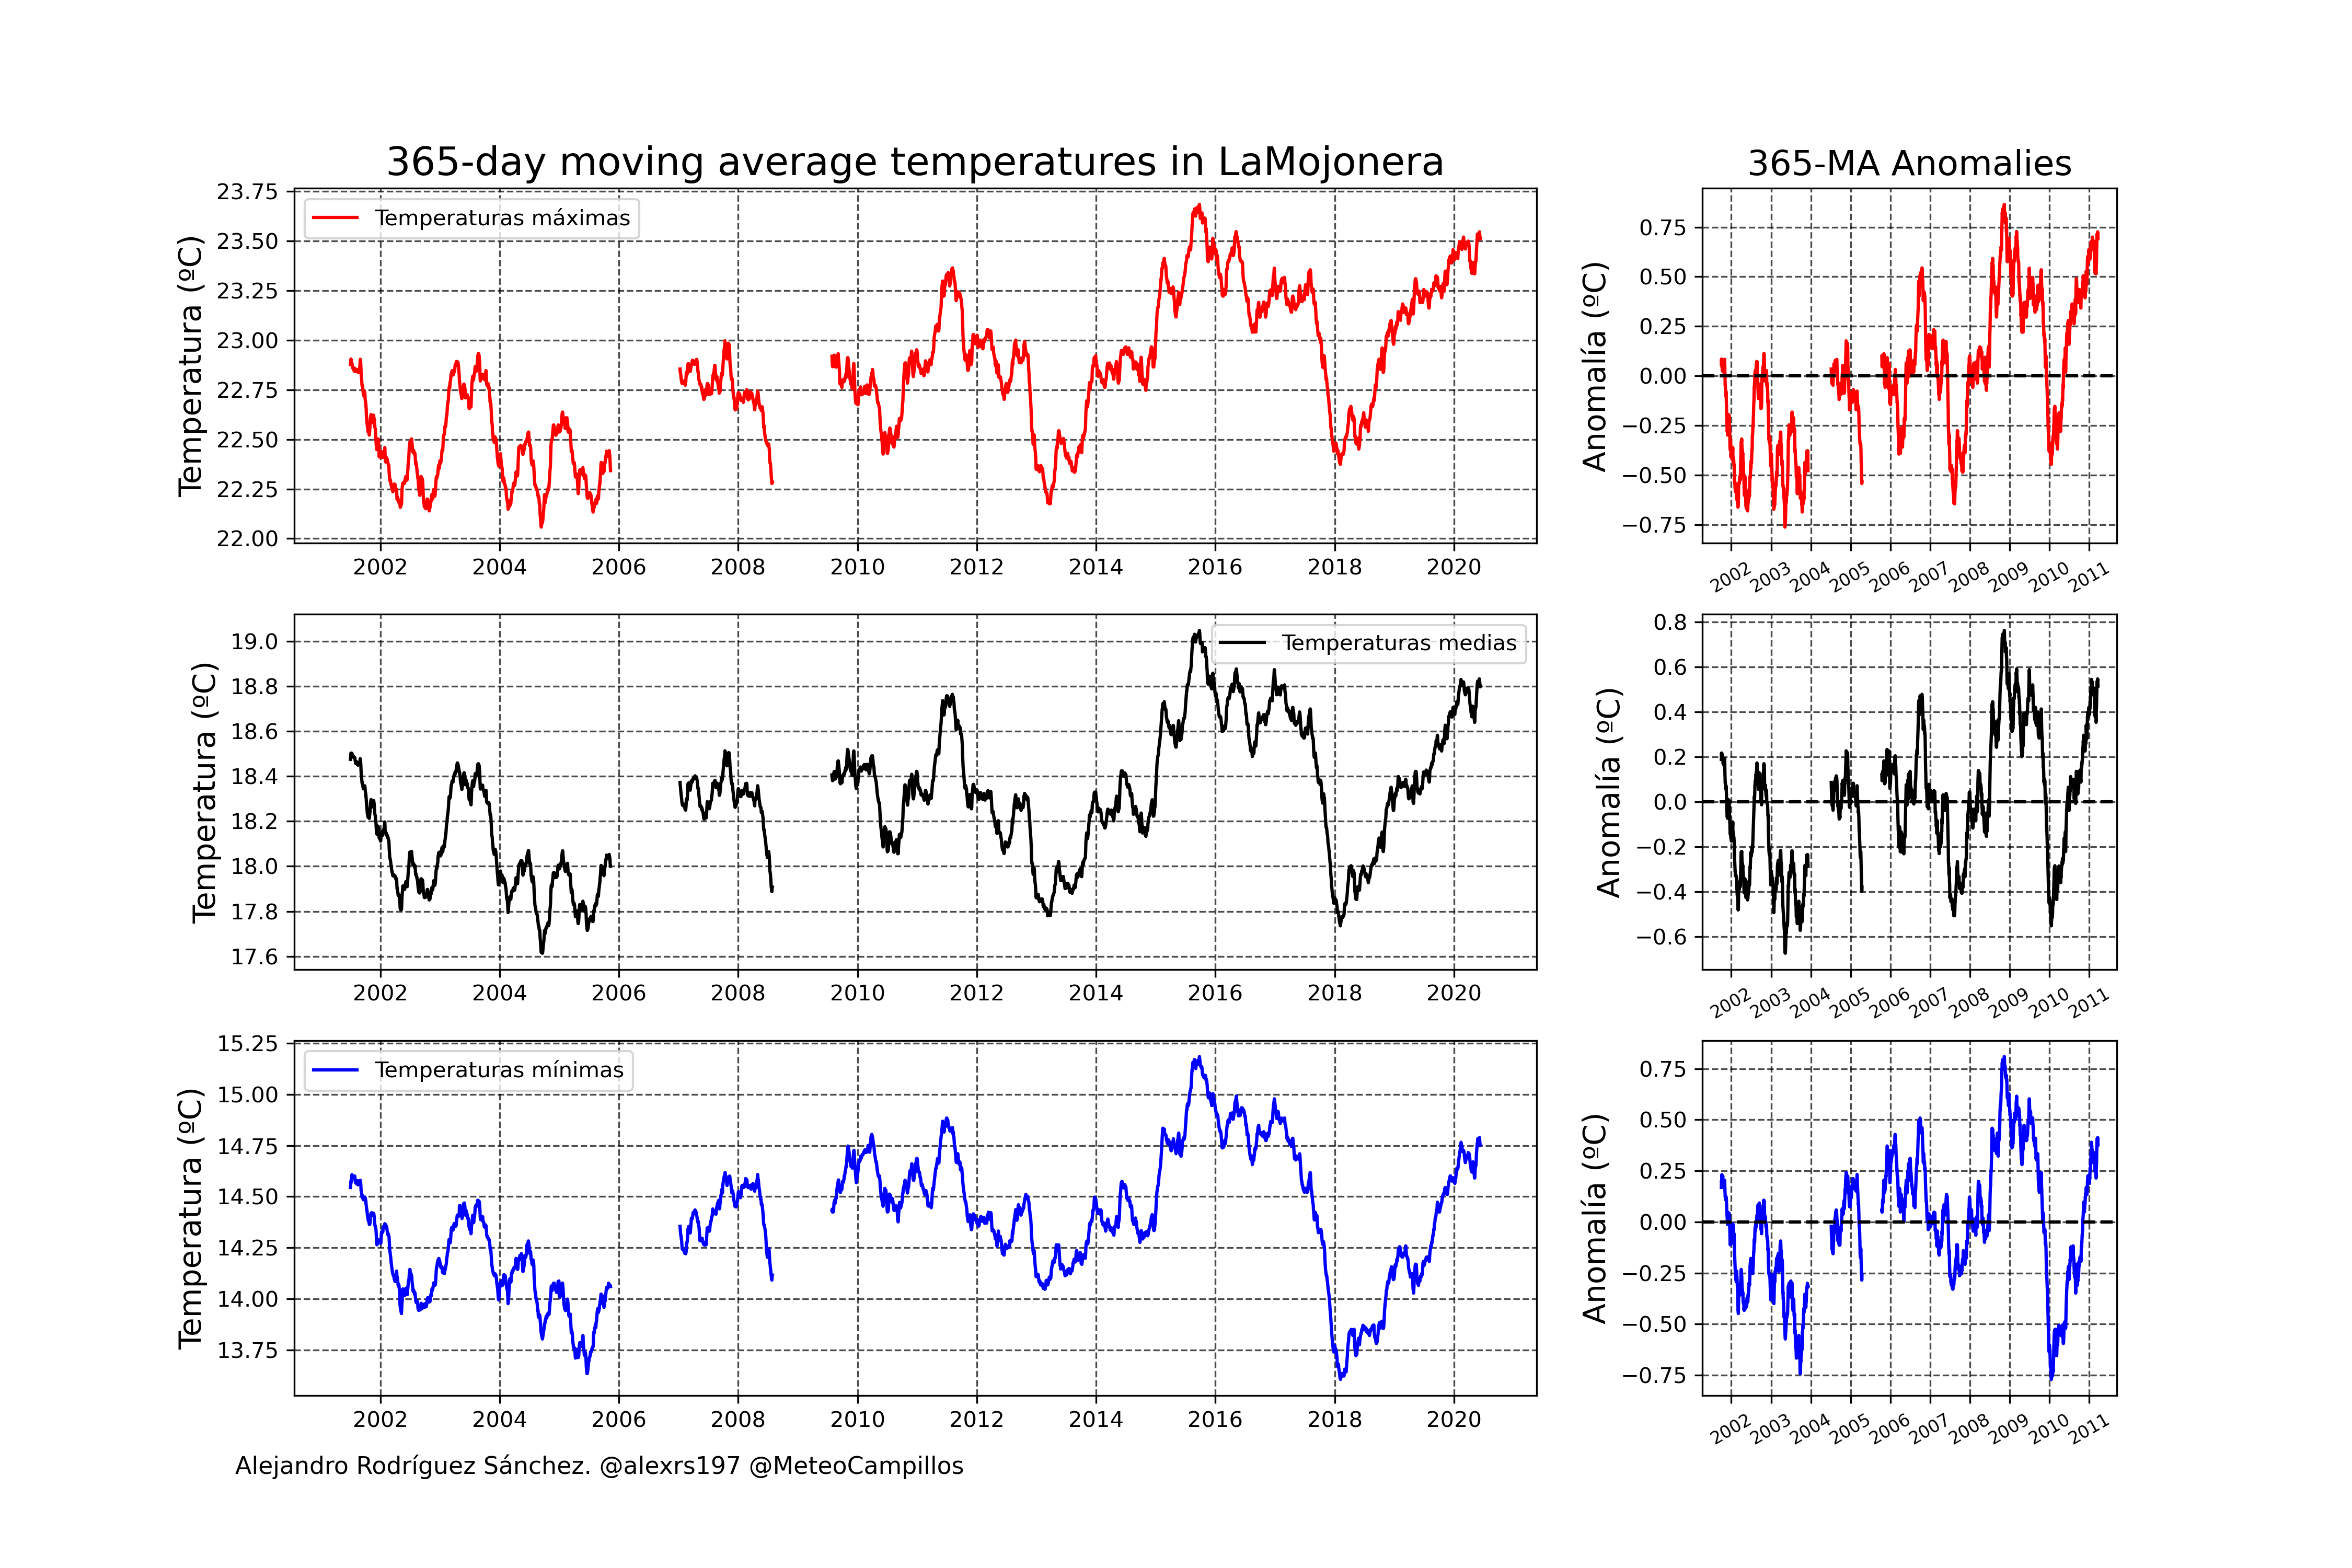 365-day moving average temperatures in LaMojonera
365-MA Anomalies
Temperatura (ºC)
23.75
23.50
23.25
23.00
22.75
22.50
22.25
22.00
Temperaturas máximas
2002 2004 2006 2008 2010 2012 2014 2016 2018 2020
Anomalía (ºC)
0.75
0.50
0.25
0.00
−0.25
−0.50
−0.75
2002 2003 2004 2005 2006 2007 2008 2009 2010 2011
Temperatura (ºC)
19.0
18.8
18.6
18.4
18.2
18.0
17.8
17.6
Temperaturas medias
2002 2004 2006 2008 2010 2012 2014 2016 2018 2020
Anomalía (ºC)
0.8
0.6
0.4
0.2
0.0
−0.2
−0.4
−0.6
2002 2003 2004 2005 2006 2007 2008 2009 2010 2011
Temperatura (ºC)
15.25
15.00
14.75
14.50
14.25
14.00
13.75
Temperaturas mínimas
2002 2004 2006 2008 2010 2012 2014 2016 2018 2020
Anomalía (ºC)
0.75
0.50
0.25
0.00
−0.25
−0.50
−0.75
2002 2003 2004 2005 2006 2007 2008 2009 2010 2011
Alejandro Rodríguez Sánchez. @alexrs197 @MeteoCampillos